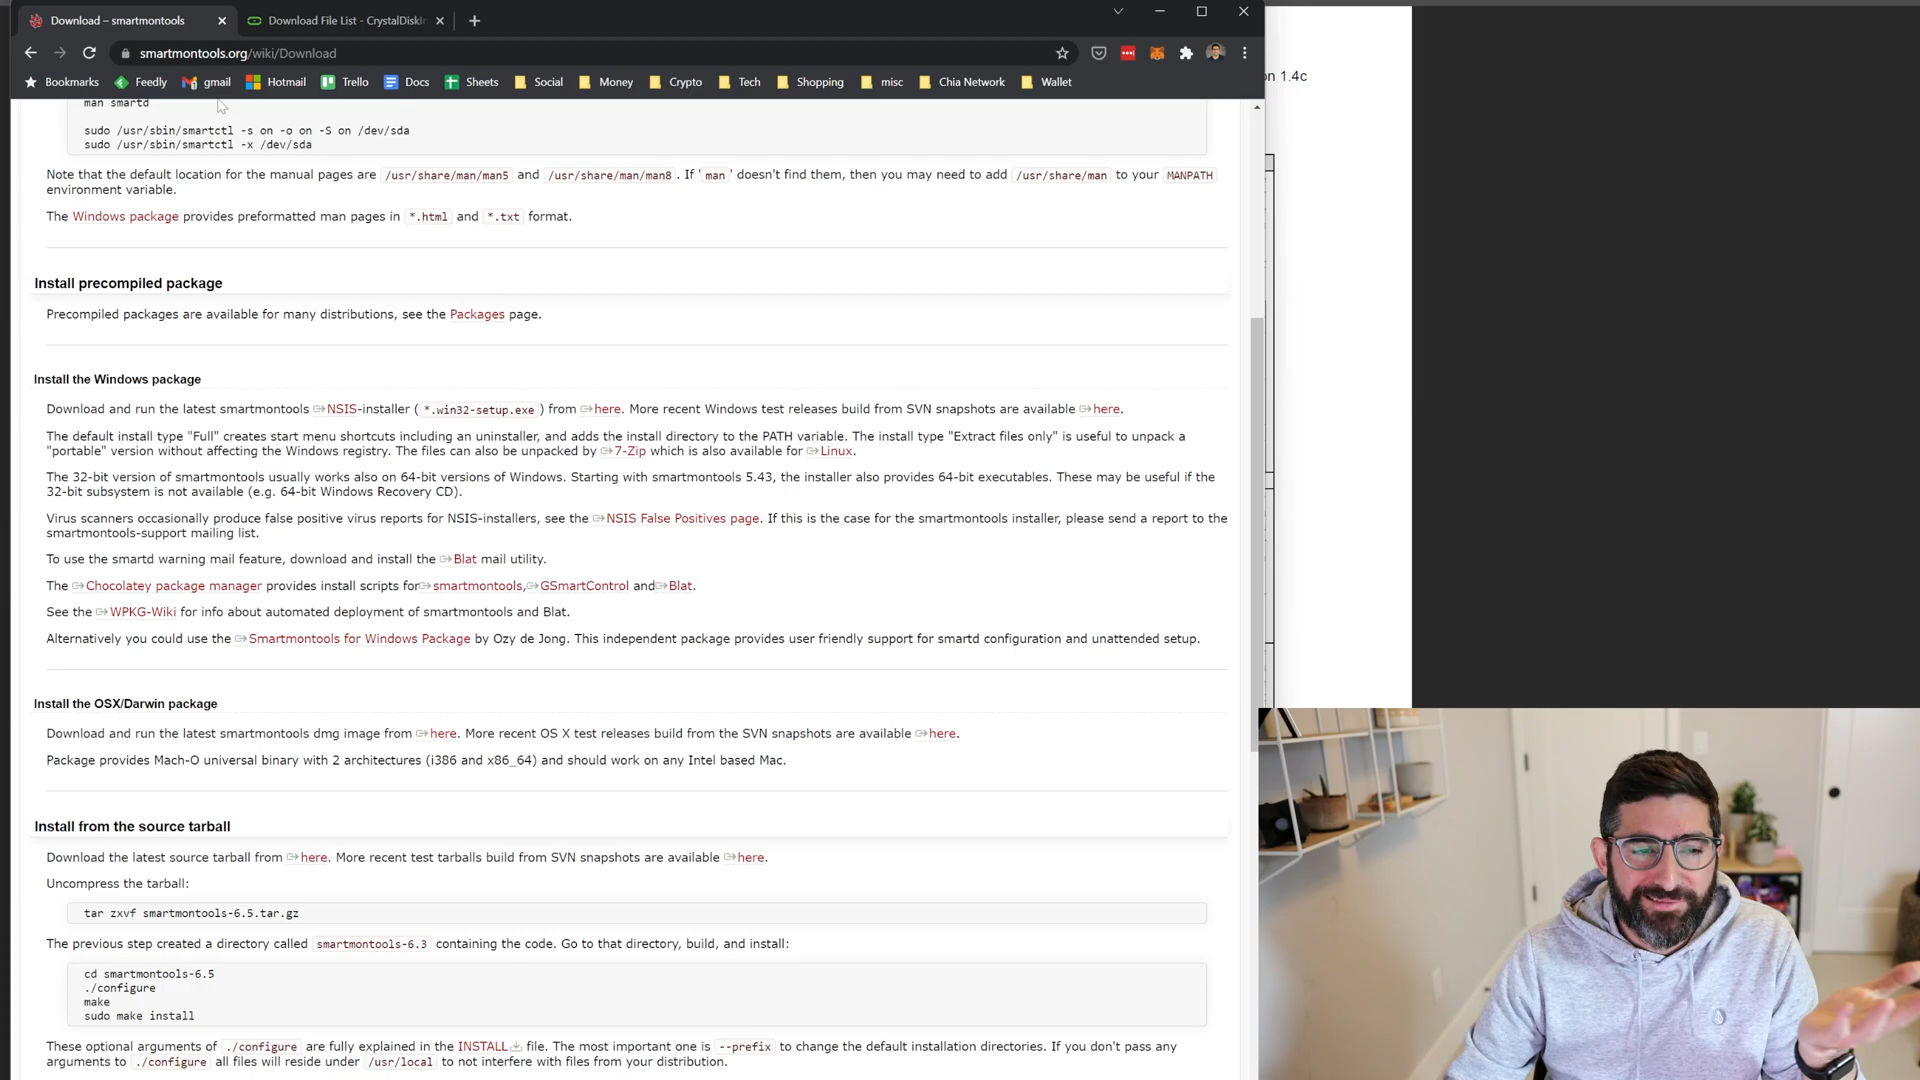 Download – smartmontools
Download File List - CrystalDiskIn
smartmontools.org/wiki/Download
Bookmarks Feedly gmail Hotmail Trello Docs Sheets Social Money Crypto Tech Shopping misc Chia Network Wallet
on 1.4c
man smartd
sudo /usr/sbin/smartctl -s on -o on -S on /dev/sda
sudo /usr/sbin/smartctl -x /dev/sda
Note that the default location for the manual pages are /usr/share/man/man5 and /usr/share/man/man8. If 'man' doesn't find them, then you may need to add /usr/share/man to your MANPATH
environment variable.
The Windows package provides preformatted man pages in *.html and *.txt format.
Install precompiled package
Precompiled packages are available for many distributions, see the Packages page.
Install the Windows package
Download and run the latest smartmontools NSIS-installer (*.win32-setup.exe) from here. More recent Windows test releases build from SVN snapshots are available here.
The default install type "Full" creates start menu shortcuts including an uninstaller, and adds the install directory to the PATH variable. The install type "Extract files only" is useful to unpack a
"portable" version without affecting the Windows registry. The files can also be unpacked by 7-Zip which is also available for Linux.
The 32-bit version of smartmontools usually works also on 64-bit versions of Windows. Starting with smartmontools 5.43, the installer also provides 64-bit executables. These may be useful if the
32-bit subsystem is not available (e.g. 64-bit Windows Recovery CD).
Virus scanners occasionally produce false positive virus reports for NSIS-installers, see the NSIS False Positives page. If this is the case for the smartmontools installer, please send a report to the
smartmontools-support mailing list.
To use the smartd warning mail feature, download and install the Blat mail utility.
The Chocolatey package manager provides install scripts for smartmontools, GSmartControl and Blat.
See the WPKG-Wiki for info about automated deployment of smartmontools and Blat.
Alternatively you could use the Smartmontools for Windows Package by Ozy de Jong. This independent package provides user friendly support for smartd configuration and unattended setup.
Install the OSX/Darwin package
Download and run the latest smartmontools dmg image from here. More recent OS X test releases build from the SVN snapshots are available here.
Package provides Mach-O universal binary with 2 architectures (i386 and x86_64) and should work on any Intel based Mac.
Install from the source tarball
Download the latest source tarball from here. More recent test tarballs build from SVN snapshots are available here.
Uncompress the tarball:
tar zxvf smartmontools-6.5.tar.gz
The previous step created a directory called smartmontools-6.3 containing the code. Go to that directory, build, and install:
cd smartmontools-6.5
./configure
make
sudo make install
These optional arguments of ./configure are fully explained in the INSTALL file. The most important one is --prefix to change the default installation directories. If you don't pass any
arguments to ./configure all files will reside under /usr/local to not interfere with files from your distribution.